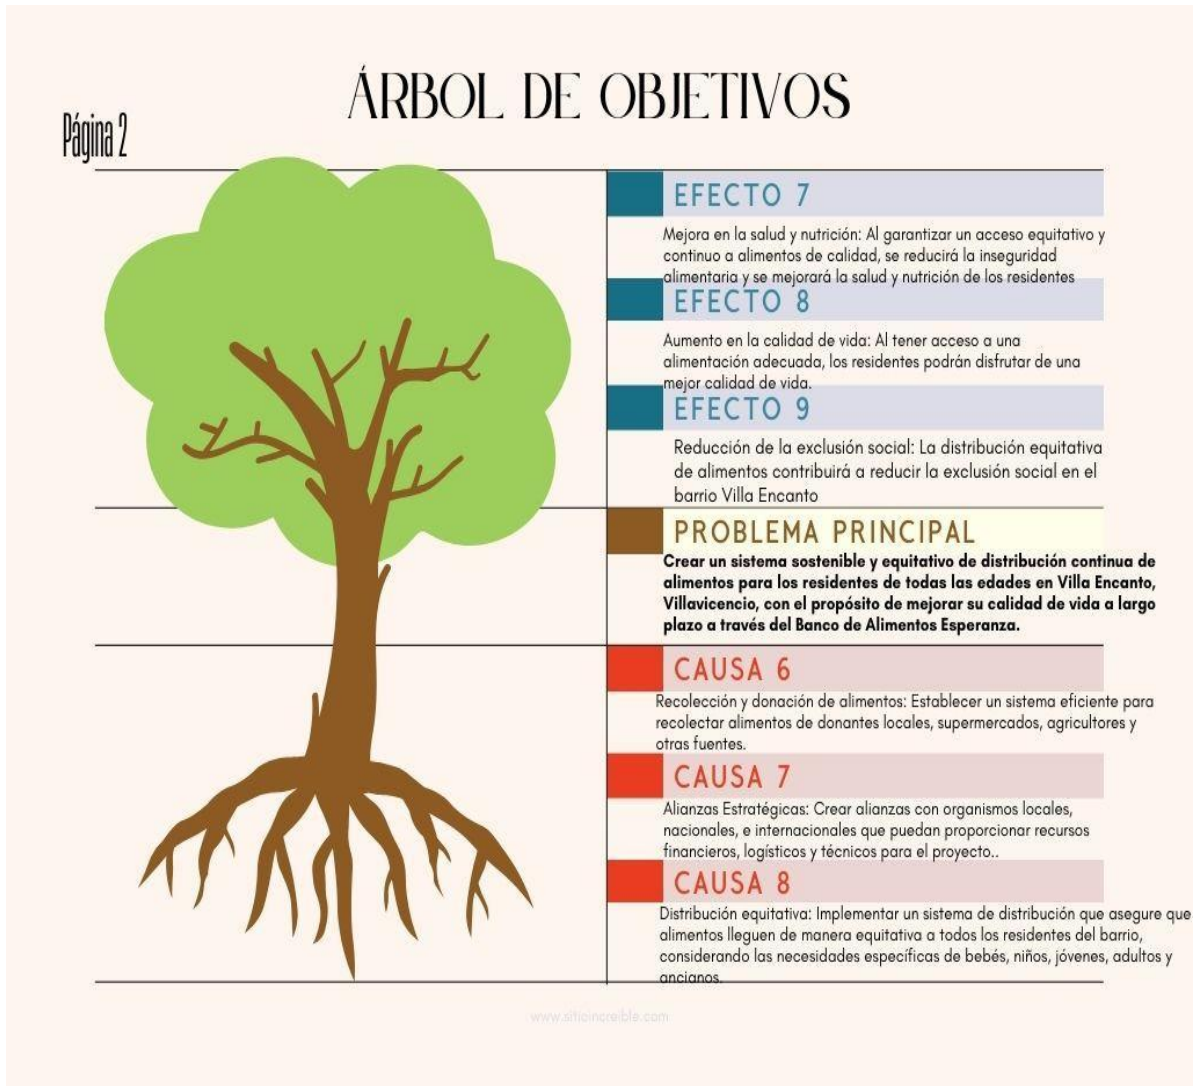 ÁRBOL DE OBJETIVOS
Página 2
EFECTO 7
Mejora en la salud y nutrición: Al garantizar un acceso equitativo y
continuo a alimentos de calidad, se reducirá la inseguridad
alimentaria y se mejorará la salud y nutrición de los residentes
EFECTO 8
Aumento en la calidad de vida: Al tener acceso a una
alimentación adecuada, los residentes podrán disfrutar de una
mejor calidad de vida.
EFECTO 9
Reducción de la exclusión social: La distribución equitativa
de alimentos contribuirá a reducir la exclusión social en el
barrio Villa Encanto
PROBLEMA PRINCIPAL
Crear un sistema sostenible y equitativo de distribución continua de
alimentos para los residentes de todas las edades en Villa Encanto,
Villavicencio, con el propósito de mejorar su calidad de vida a largo
plazo a través del Banco de Alimentos Esperanza.
CAUSA 6
Recolección y donación de alimentos: Establecer un sistema eficiente para
recolectar alimentos de donantes locales, supermercados, agricultores y
otras fuentes.
CAUSA 7
Alianzas Estratégicas: Crear alianzas con organismos locales,
nacionales, e internacionales que puedan proporcionar recursos
financieros, logísticos y técnicos para el proyecto..
CAUSA 8
Distribución equitativa: Implementar un sistema de distribución que asegure que
alimentos lleguen de manera equitativa a todos los residentes del barrio,
considerando las necesidades específicas de bebés, niños, jóvenes, adultos y
ancianos.
www.sitioincreible.com